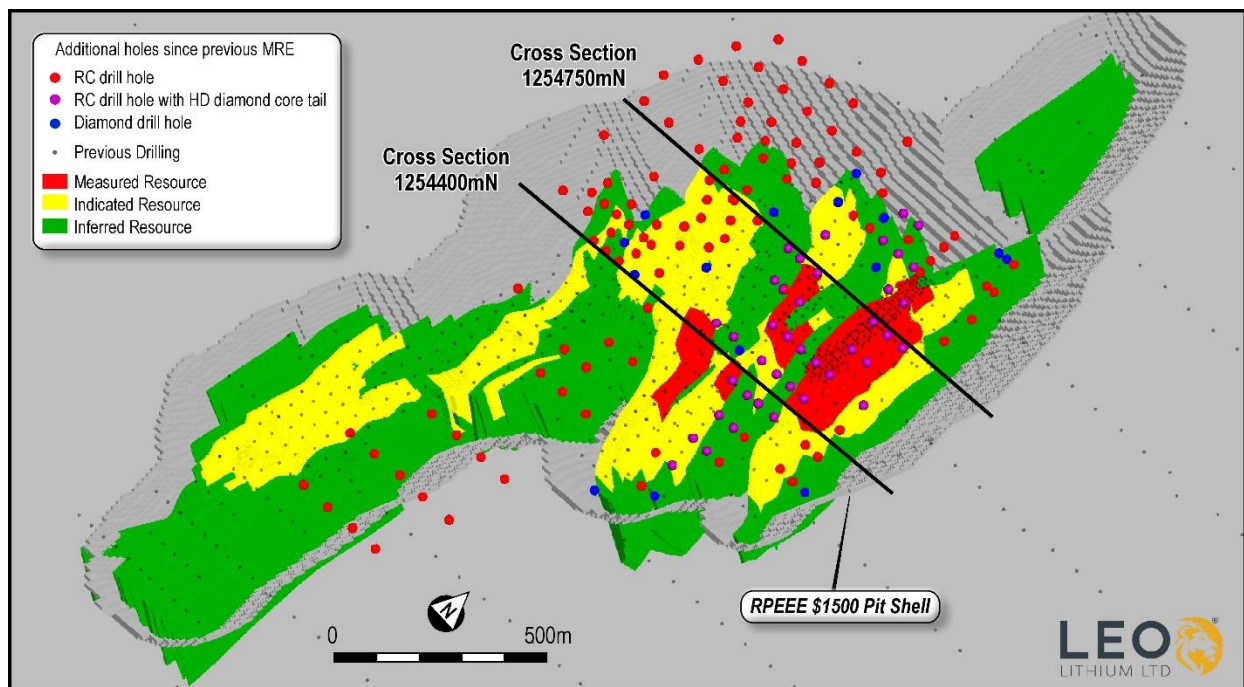 Additional holes since previous MRE
RC drill hole
RC drill hole with HD diamond core tail
Diamond drill hole
Previous Drilling
Measured Resource
Indicated Resource
Inferred Resource
Cross Section
1254750mN
Cross Section
1254400mN
RPEEE $1500 Pit Shell
N
0 500m
LEO®
LITHIUM LTD